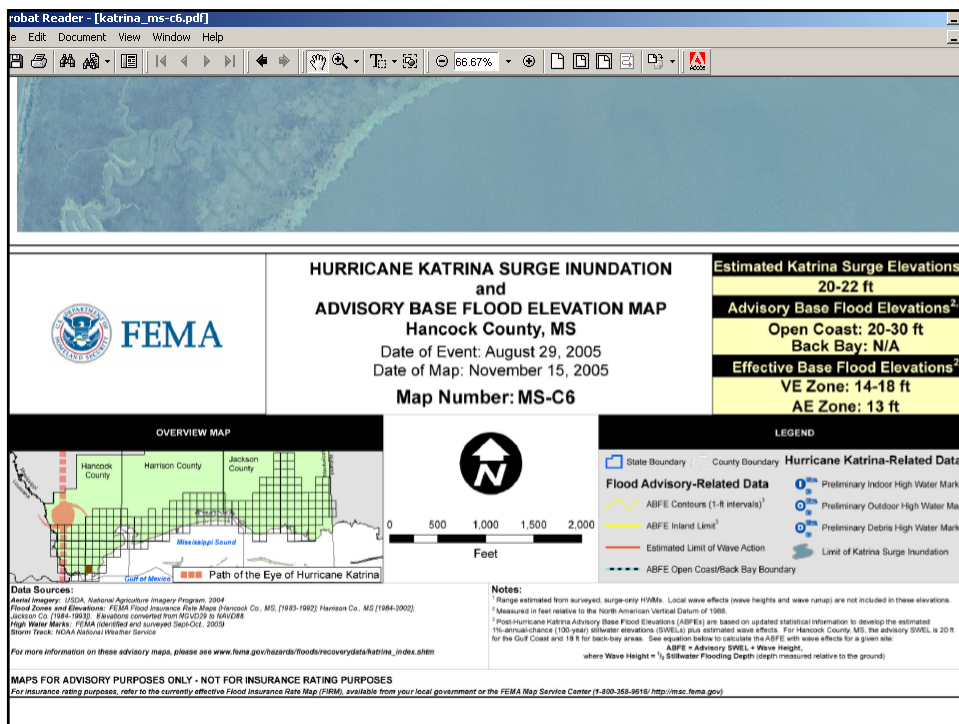 robat Reader - [katrina_ms-c6.pdf]
e Edit Document View Window Help
66.67%
Adobe
FEMA
HURRICANE KATRINA SURGE INUNDATION
and
ADVISORY BASE FLOOD ELEVATION MAP
Hancock County, MS
Date of Event: August 29, 2005
Date of Map: November 15, 2005
Map Number: MS-C6
Estimated Katrina Surge Elevations
20-22 ft
Advisory Base Flood Elevations2,
Open Coast: 20-30 ft
Back Bay: N/A
Effective Base Flood Elevations2
VE Zone: 14-18 ft
AE Zone: 13 ft
OVERVIEW MAP
Hancock
County
Harrison County
Jackson
County
Mississippi Sound
Gulf of Mexico
Path of the Eye of Hurricane Katrina
N
0 500 1,000 1,500 2,000
Feet
LEGEND
State Boundary County Boundary Hurricane Katrina-Related Data
Flood Advisory-Related Data
Preliminary Indoor High Water Mark
ABFE Contours (1-ft intervals)3
Preliminary Outdoor High Water Ma
ABFE Inland Limit3
Preliminary Debris High Water Mark
Estimated Limit of Wave Action
Limit of Katrina Surge Inundation
ABFE Open Coast/Back Bay Boundary
Data Sources:
Aerial Imagery: USDA, National Agriculture Imagery Program, 2004
Flood Zones and Elevations: FEMA Flood Insurance Rate Maps (Hancock Co., MS, [1983-1992]; Harrison Co., MS [1984-2002];
Jackson Co. [1984-1993]). Elevations converted from NGVD29 to NAVD88.
High Water Marks: FEMA (identified and surveyed Sept-Oct., 2005)
Storm Track: NOAA National Weather Service
For more information on these advisory maps, please see www.fema.gov/hazards/floods/recoverydata/katrina_index.shtm
Notes:
1 Range estimated from surveyed, surge-only HWMs. Local wave effects (wave heights and wave runup) are not included in these elevations.
2 Measured in feet relative to the North American Vertical Datum of 1988.
3 Post-Hurricane Katrina Advisory Base Flood Elevations (ABFEs) are based on updated statistical information to develop the estimated
1%-annual-chance (100-year) stillwater elevations (SWELs) plus estimated wave effects. For Hancock County, MS, the advisory SWEL is 20 ft
for the Gulf Coast and 18 ft for back-bay areas. See equation below to calculate the ABFE with wave effects for a given site:
ABFE = Advisory SWEL + Wave Height,
where Wave Height = 1/2 Stillwater Flooding Depth (depth measured relative to the ground)
MAPS FOR ADVISORY PURPOSES ONLY - NOT FOR INSURANCE RATING PURPOSES
For insurance rating purposes, refer to the currently effective Flood Insurance Rate Map (FIRM), available from your local government or the FEMA Map Service Center (1-800-358-9616/ http://msc.fema.gov)